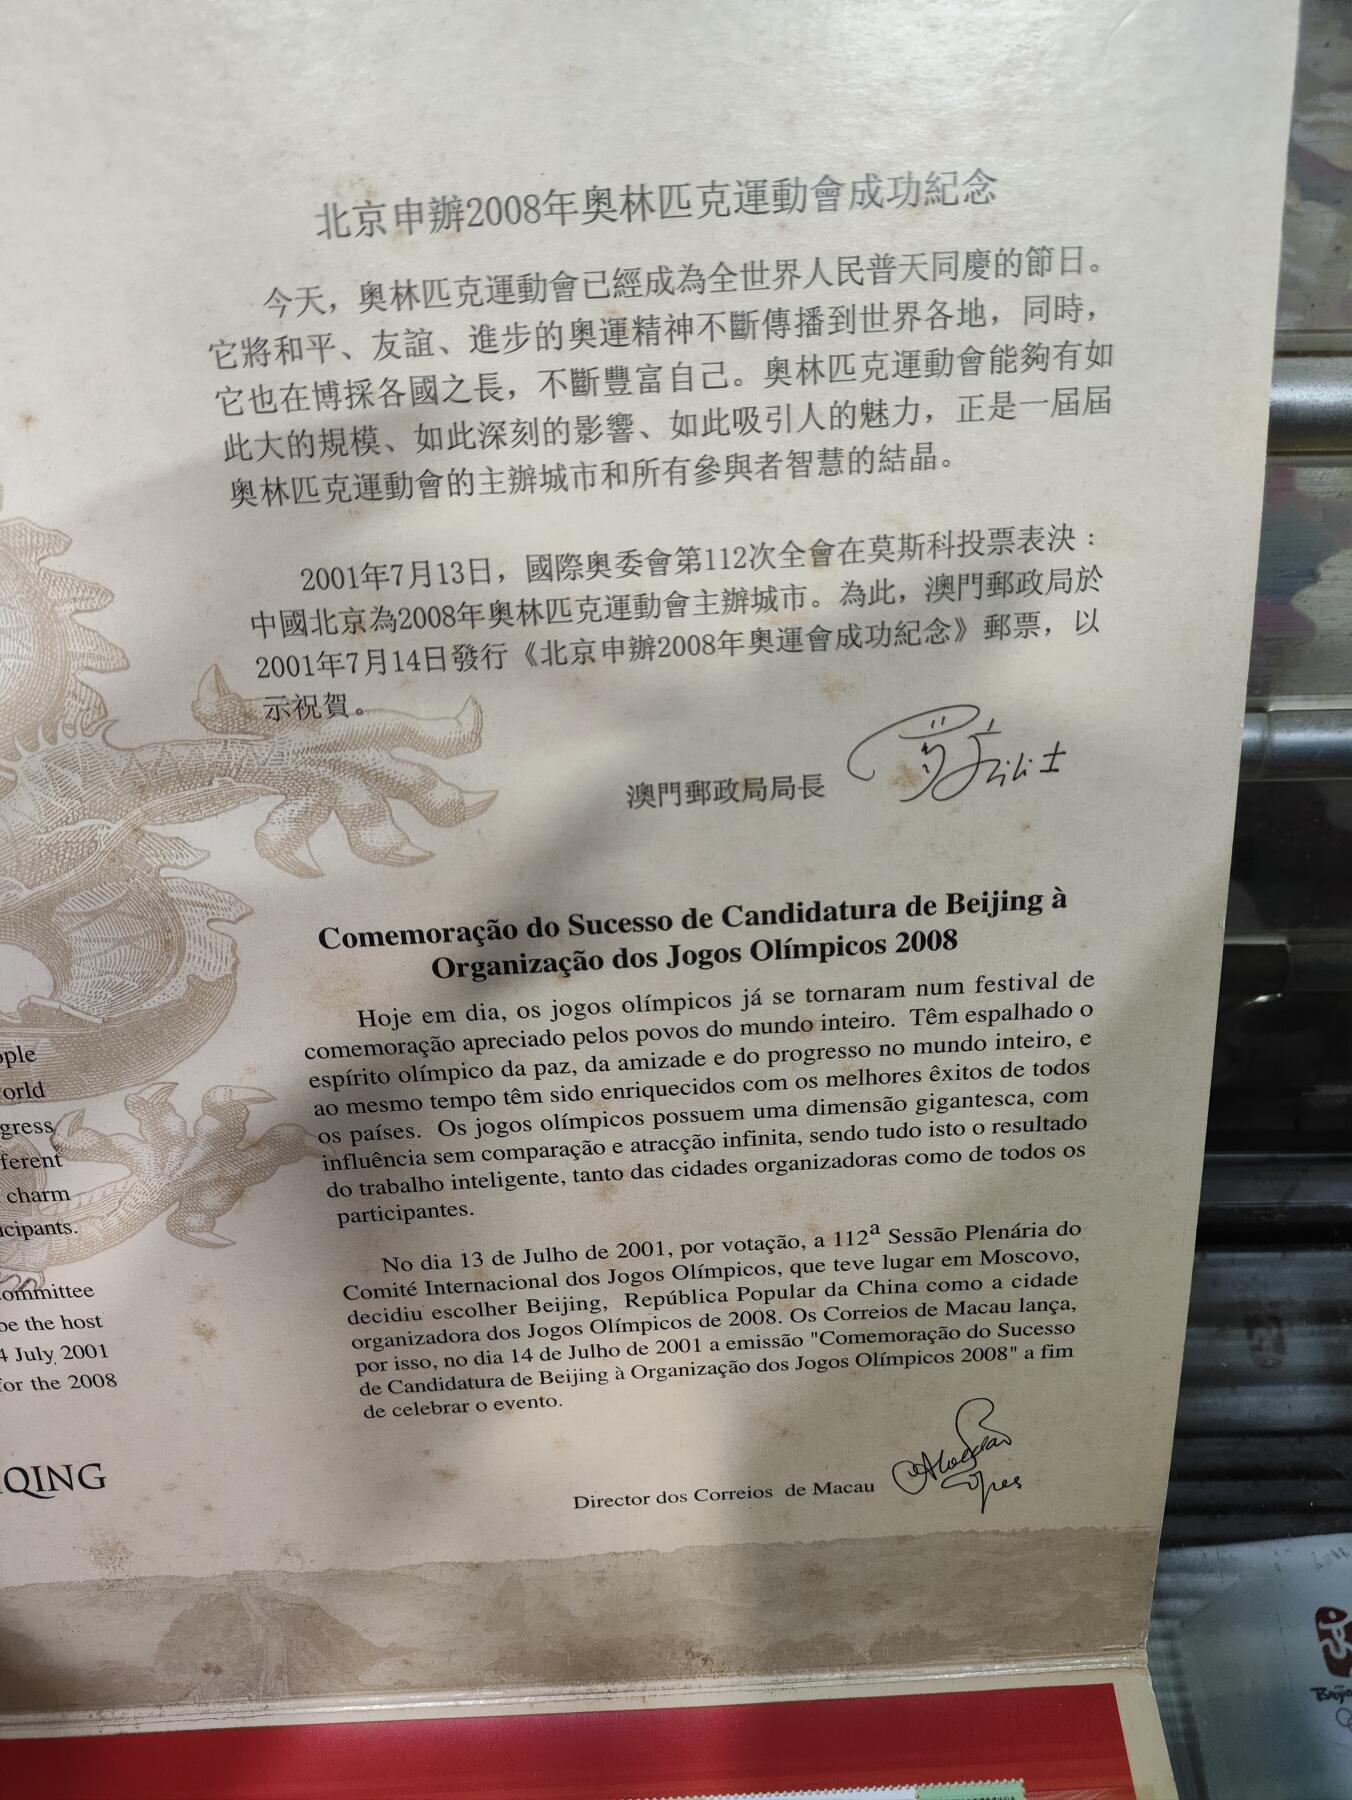 北京申辦2008年奧林匹克運動會成功紀念
今天，奧林匹克運動會已經成為全世界人民普天同慶的節日。
它將和平、友誼、進步的奧運精神不斷傳播到世界各地，同時，
它也在博採各國之長，不斷豐富自己。奧林匹克運動會能夠有如
此大的規模、如此深刻的影響、如此吸引人的魅力，正是一屆屆
奧林匹克運動會的主辦城市和所有參與者智慧的結晶。
2001年7月13日，國際奧委會第112次全會在莫斯科投票表決：
中國北京為2008年奧林匹克運動會主辦城市。為此，澳門郵政局於
2001年7月14日發行《北京申辦2008年奧運會成功紀念》郵票，以
示祝賀。
澳門郵政局局長
Comemoração do Sucesso de Candidatura de Beijing à
Organização dos Jogos Olímpicos 2008
Hoje em dia, os jogos olímpicos já se tornaram num festival de
comemoração apreciado pelos povos do mundo inteiro. Têm espalhado o
espírito olímpico da paz, da amizade e do progresso no mundo inteiro, e
ao mesmo tempo têm sido enriquecidos com os melhores êxitos de todos
os países. Os jogos olímpicos possuem uma dimensão gigantesca, com
influência sem comparação e atracção infinita, sendo tudo isto o resultado
do trabalho inteligente, tanto das cidades organizadoras como de todos os
participantes.
No dia 13 de Julho de 2001, por votação, a 112ª Sessão Plenária do
Comité Internacional dos Jogos Olímpicos, que teve lugar em Moscovo,
decidiu escolher Beijing, República Popular da China como a cidade
organizadora dos Jogos Olímpicos de 2008. Os Correios de Macau lança,
por isso, no dia 14 de Julho de 2001 a emissão "Comemoração do Sucesso
de Candidatura de Beijing à Organização dos Jogos Olímpicos 2008" a fim
de celebrar o evento.
Director dos Correios de Macau
ople
orld
gress
ferent
charm
icipants.
ommittee
be the host
4 July 2001
for the 2008
QING